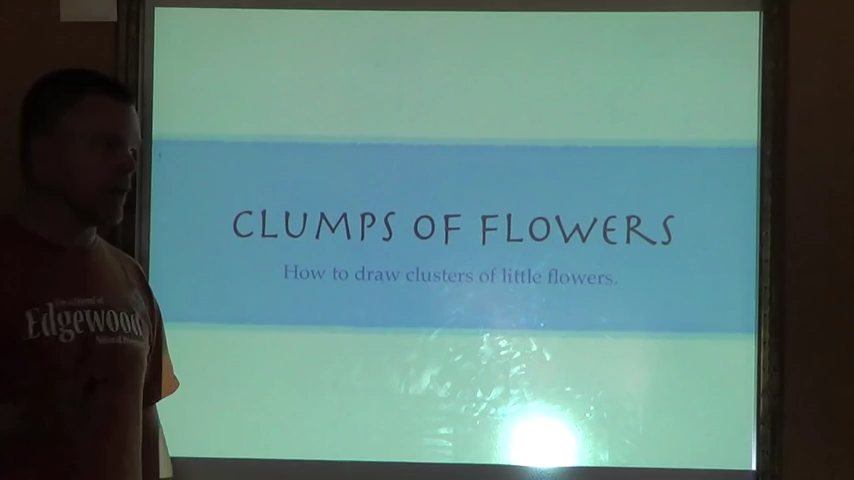 CLUMPS OF FLOWERS
How to draw clusters of little flowers.
Edgewood